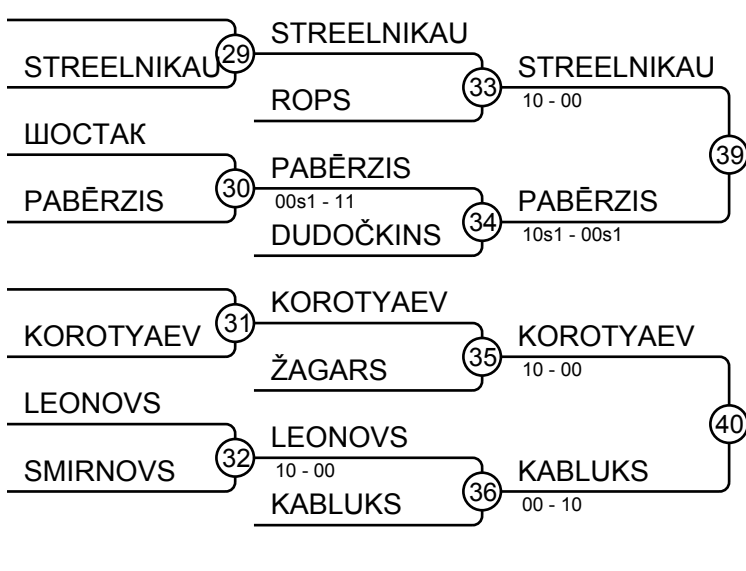 STREELNIKAU
29
STREELNIKAU
33
STREELNIKAU
10 - 00
ROPS
39
ШОСТАК
30
PABĒRZIS
00s1 - 11
PABĒRZIS
34
PABĒRZIS
10s1 - 00s1
DUDOČKINS
31
KOROTYAEV
KOROTYAEV
35
KOROTYAEV
10 - 00
ŽAGARS
40
LEONOVS
32
LEONOVS
10 - 00
SMIRNOVS
36
KABLUKS
00 - 10
KABLUKS